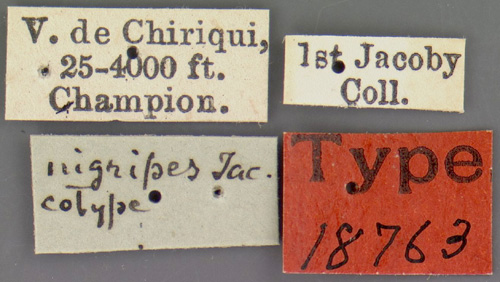 V. de Chiriqui,
25-4000 ft.
Champion.
1st Jacoby
Coll.
nigripes Jac.
cotype
Type
18763